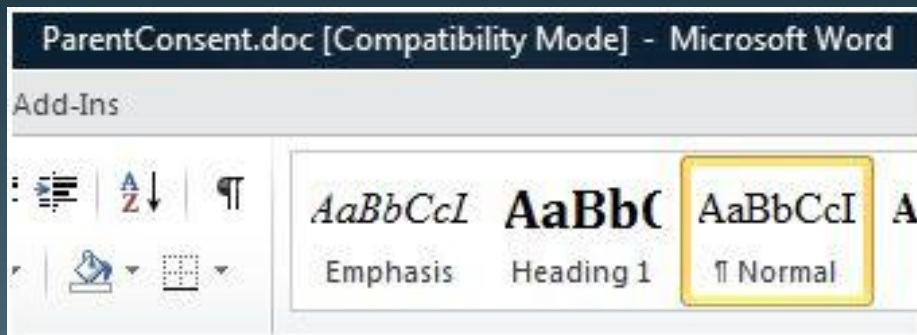 ParentConsent.doc [Compatibility Mode] - Microsoft Word
Add-Ins
A Z ¶
AaBbCcI AaBb( AaBbCcI A
Emphasis Heading 1 ¶ Normal